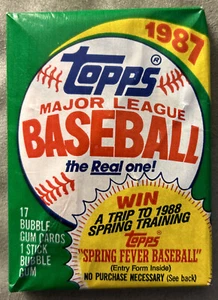 1987
TOPPS®
MAJOR LEAGUE
BASEBALL
the Real one!
17
BUBBLE
GUM CARDS
1 STICK
BUBBLE
GUM
WIN
A TRIP TO 1988
SPRING TRAINING
TOPPS
"SPRING FEVER BASEBALL"
(Entry Form Inside)
NO PURCHASE NECESSARY (See back)